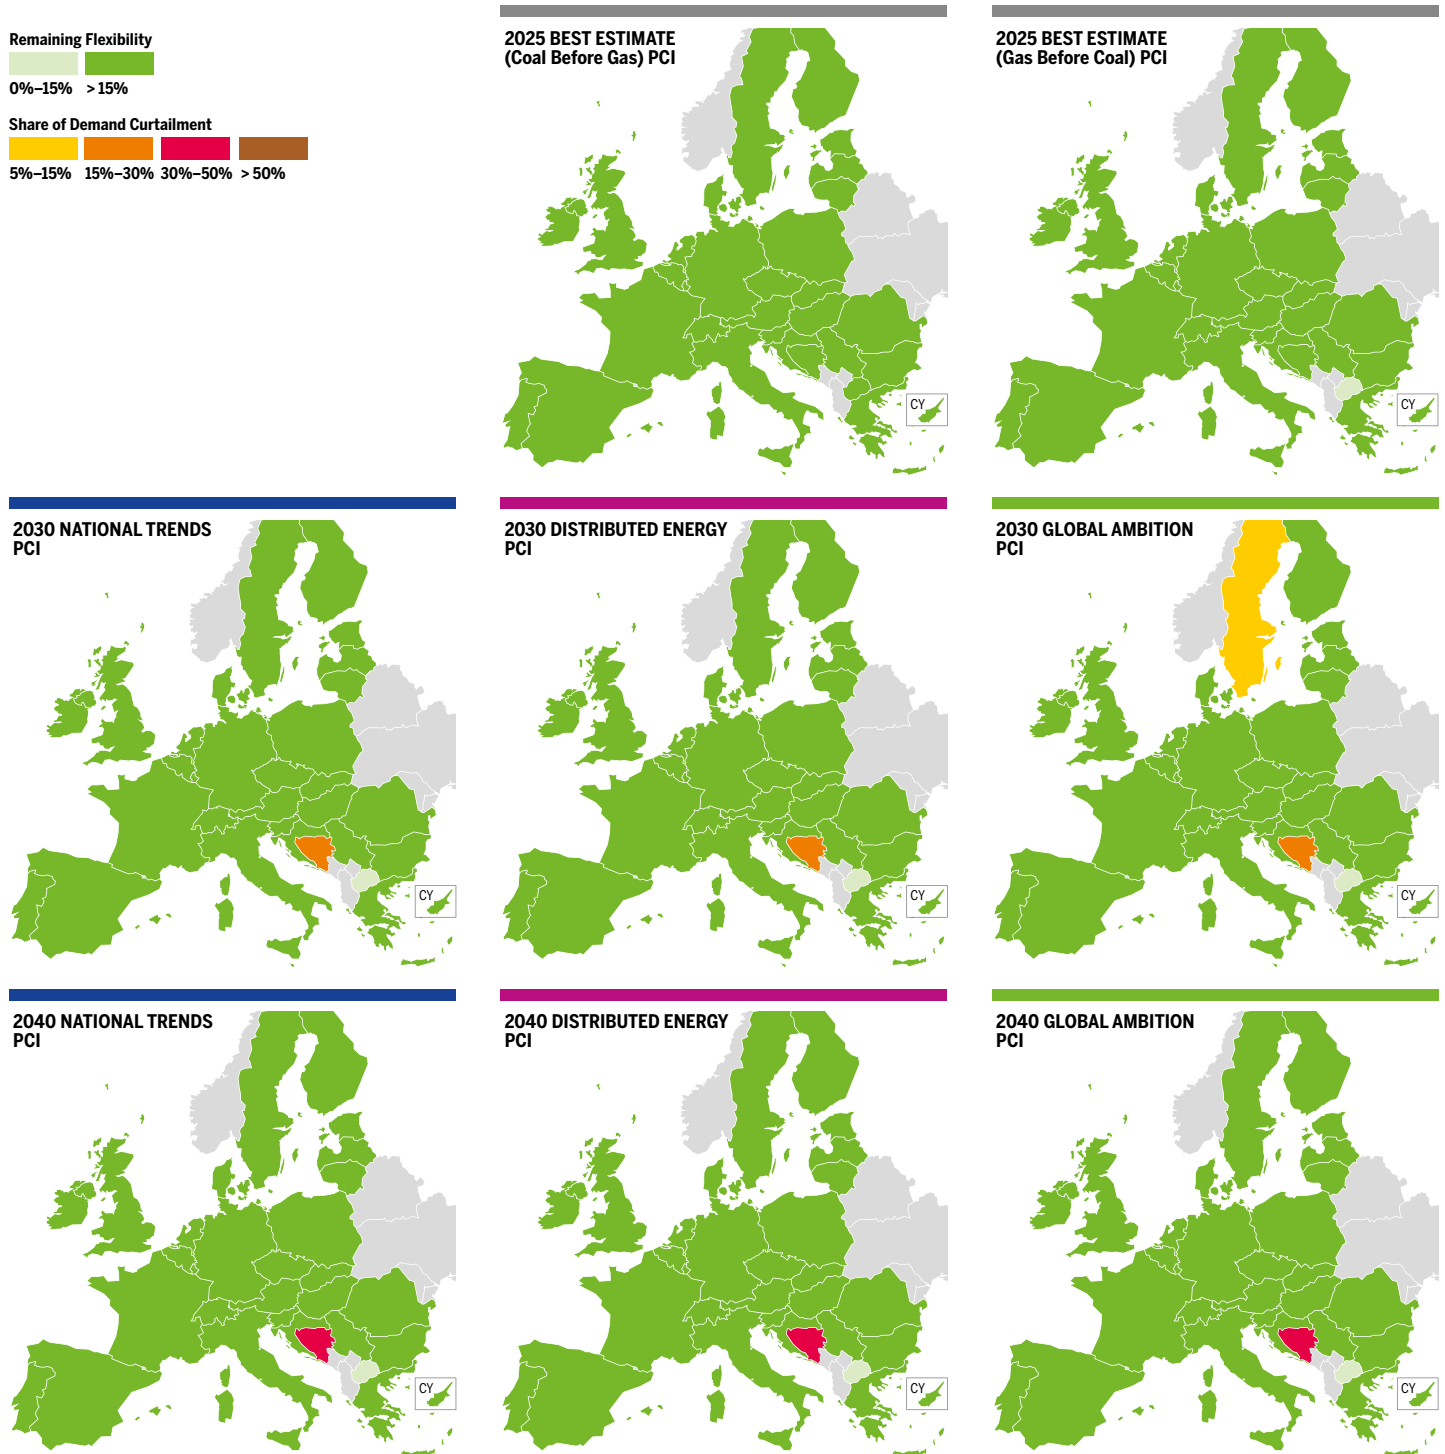 Remaining Flexibility
0%–15% > 15%
Share of Demand Curtailment
5%–15% 15%–30% 30%–50% > 50%
2025 BEST ESTIMATE
(Coal Before Gas) PCI
CY
2025 BEST ESTIMATE
(Gas Before Coal) PCI
CY
2030 NATIONAL TRENDS
PCI
CY
2030 DISTRIBUTED ENERGY
PCI
CY
2030 GLOBAL AMBITION
PCI
CY
2040 NATIONAL TRENDS
PCI
CY
2040 DISTRIBUTED ENERGY
PCI
CY
2040 GLOBAL AMBITION
PCI
CY